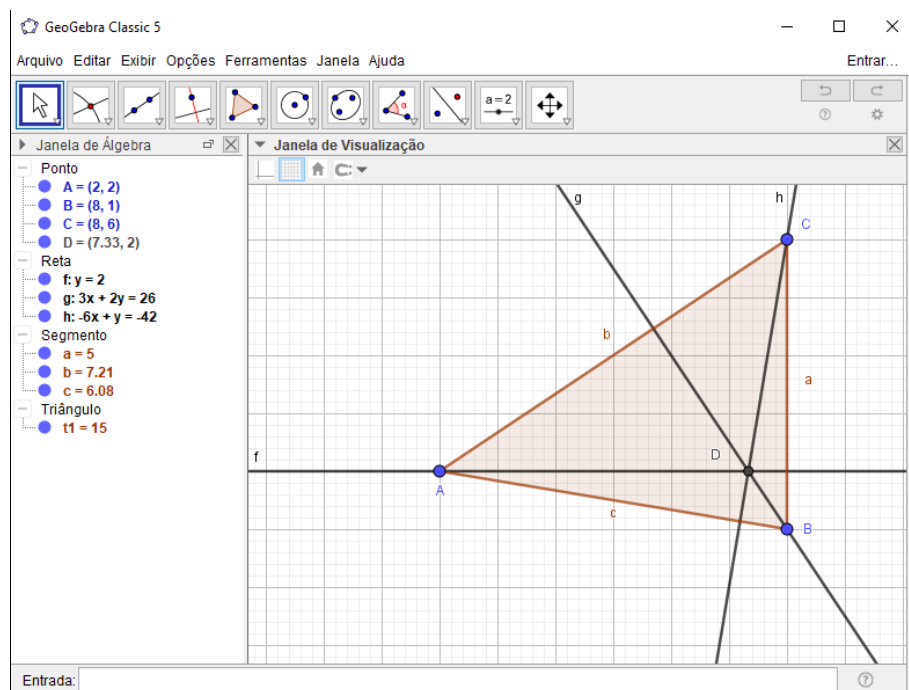 GeoGebra Classic 5
Arquivo Editar Exibir Opções Ferramentas Janela Ajuda
Entrar...
α
a=2
Janela de Álgebra
Ponto
A = (2, 2)
B = (8, 1)
C = (8, 6)
D = (7.33, 2)
Reta
f: y = 2
g: 3x + 2y = 26
h: -6x + y = -42
Segmento
a = 5
b = 7.21
c = 6.08
Triângulo
t1 = 15
Janela de Visualização
g
h
C
b
a
f
D
A
c
B
Entrada: